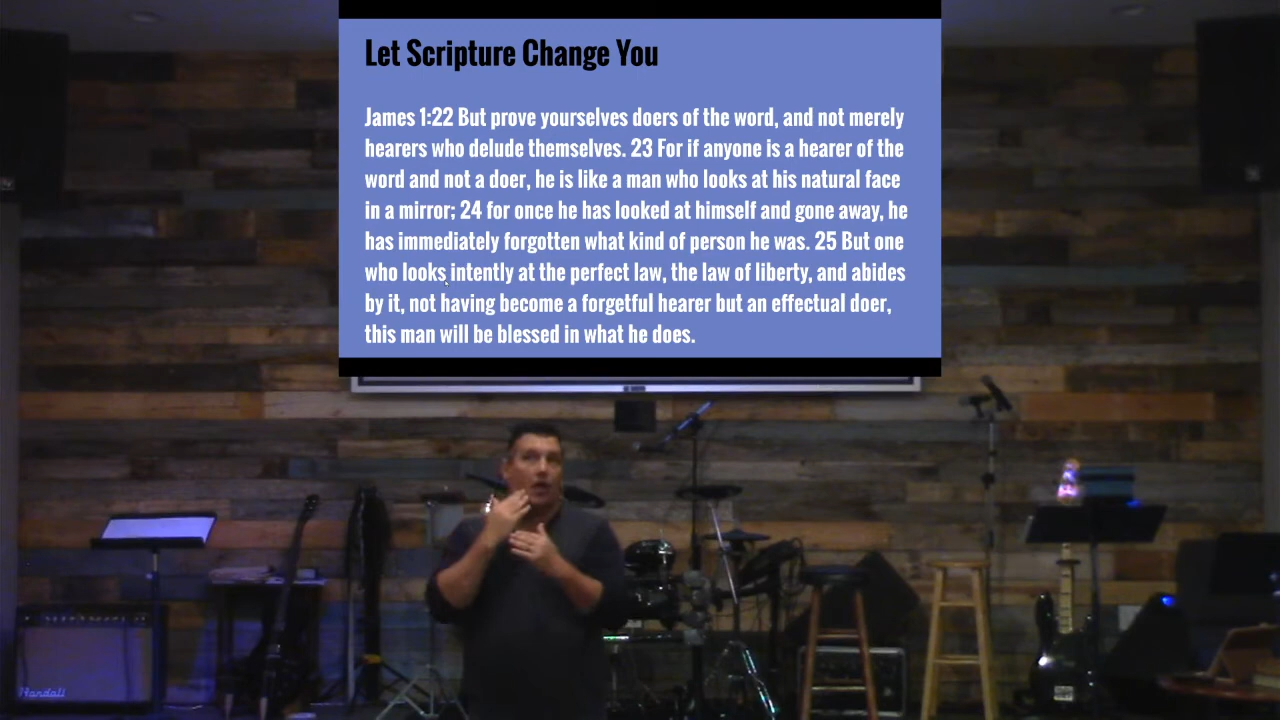 Let Scripture Change You
James 1:22 But prove yourselves doers of the word, and not merely
hearers who delude themselves. 23 For if anyone is a hearer of the
word and not a doer, he is like a man who looks at his natural face
in a mirror; 24 for once he has looked at himself and gone away, he
has immediately forgotten what kind of person he was. 25 But one
who looks intently at the perfect law, the law of liberty, and abides
by it, not having become a forgetful hearer but an effectual doer,
this man will be blessed in what he does.
Randall